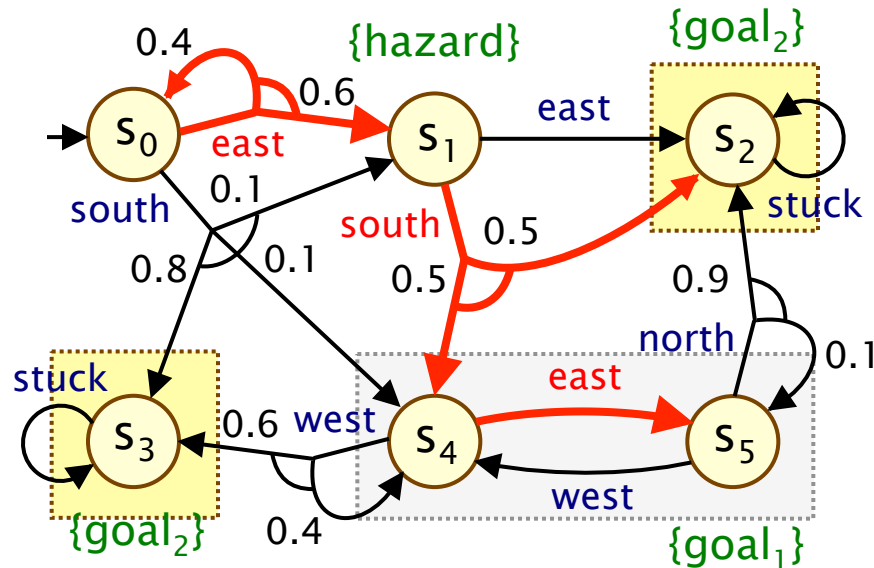 {goal₂}
0.4
{hazard}
0.6
s₀
east
s₁
east
s₂
stuck
south
0.1
south
0.5
0.8
0.1
0.5
0.9
north
0.1
stuck
east
s₃
0.6
west
s₄
s₅
west
0.4
{goal₂}
{goal₁}